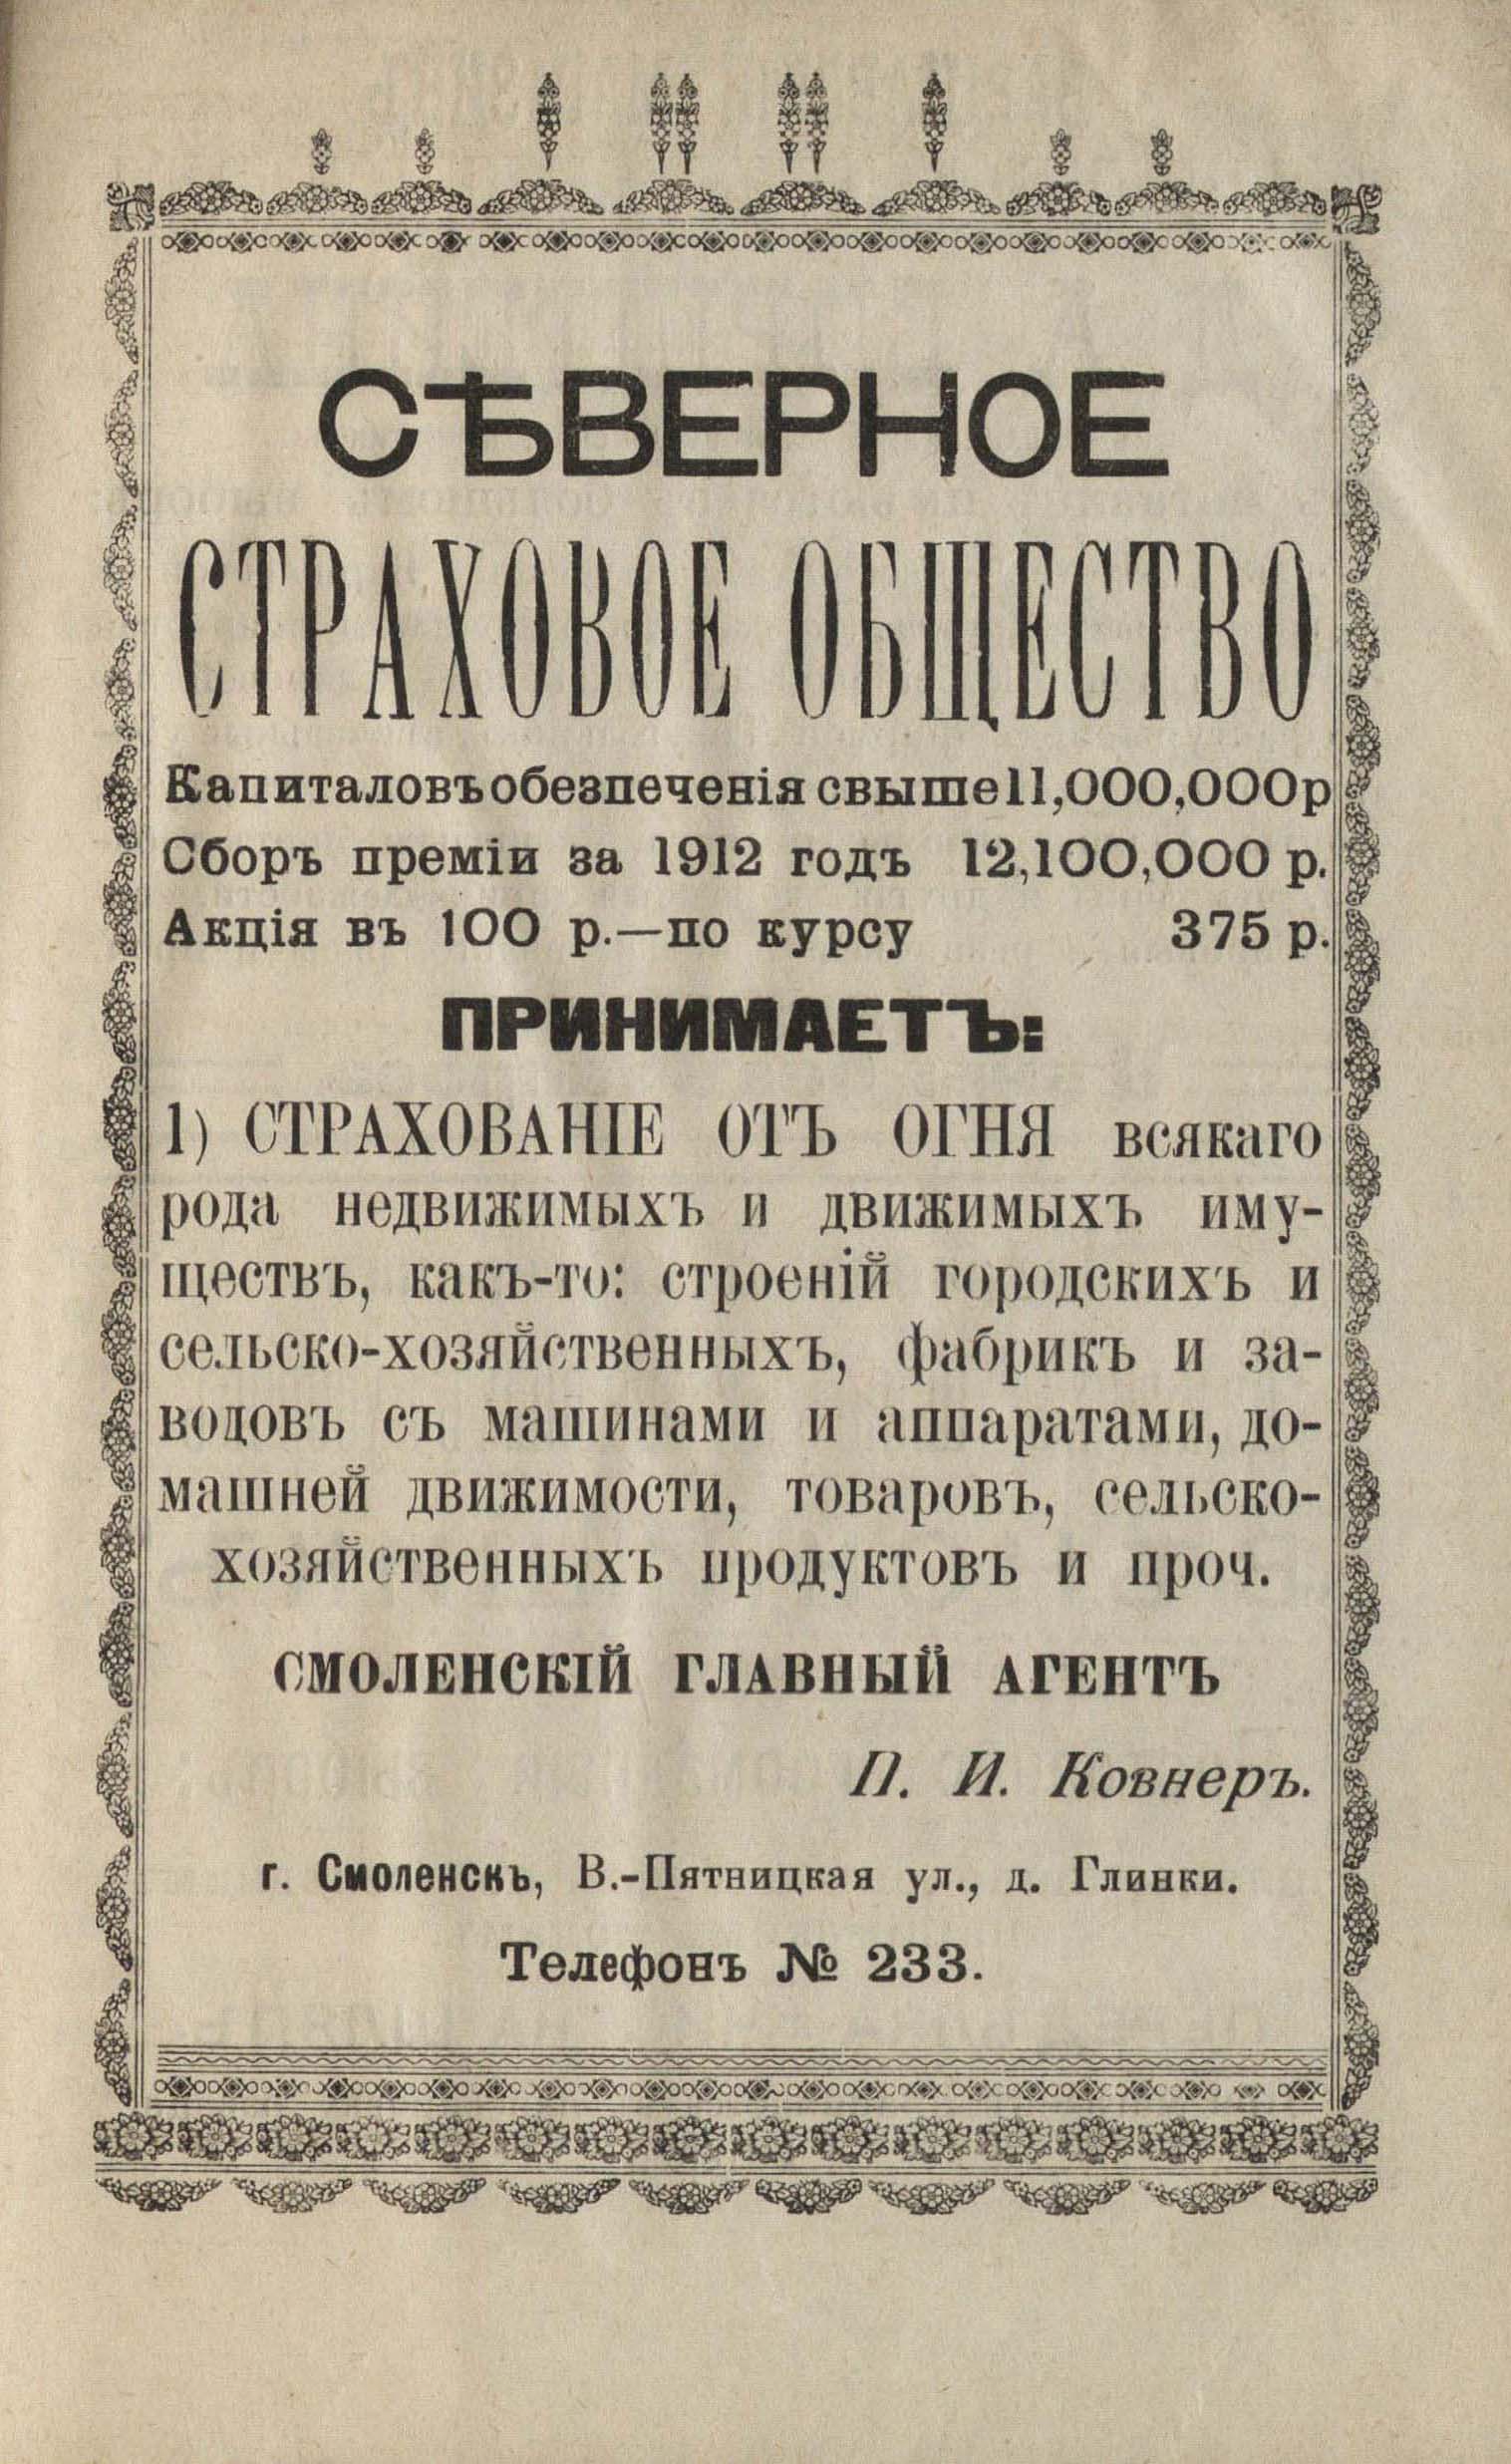 СѢВЕРНОЕ
СТРАХОВОЕ ОБЩЕСТВО
Капиталовъ обезпеченія свыше 11,000,000 р
Сборъ преміи за 1912 годъ 12,100,000 р.
Акція въ 100 р.—по курсу 375 р.
ПРИНИМАЕТЪ:
1) СТРАХОВАНІЕ ОТЪ ОГНЯ всякаго
рода недвижимыхъ и движимыхъ иму-
ществъ, какъ-то: строеній городскихъ и
сельско-хозяйственныхъ, фабрикъ и за-
водовъ съ машинами и аппаратами, до-
машней движимости, товаровъ, сельско-
хозяйственныхъ продуктовъ и проч.
СМОЛЕНСКІЙ ГЛАВНЫЙ АГЕНТЪ
П. И. Ковнеръ.
г. Смоленскъ, В.-Пятницкая ул., д. Глинки.
Телефонъ № 233.